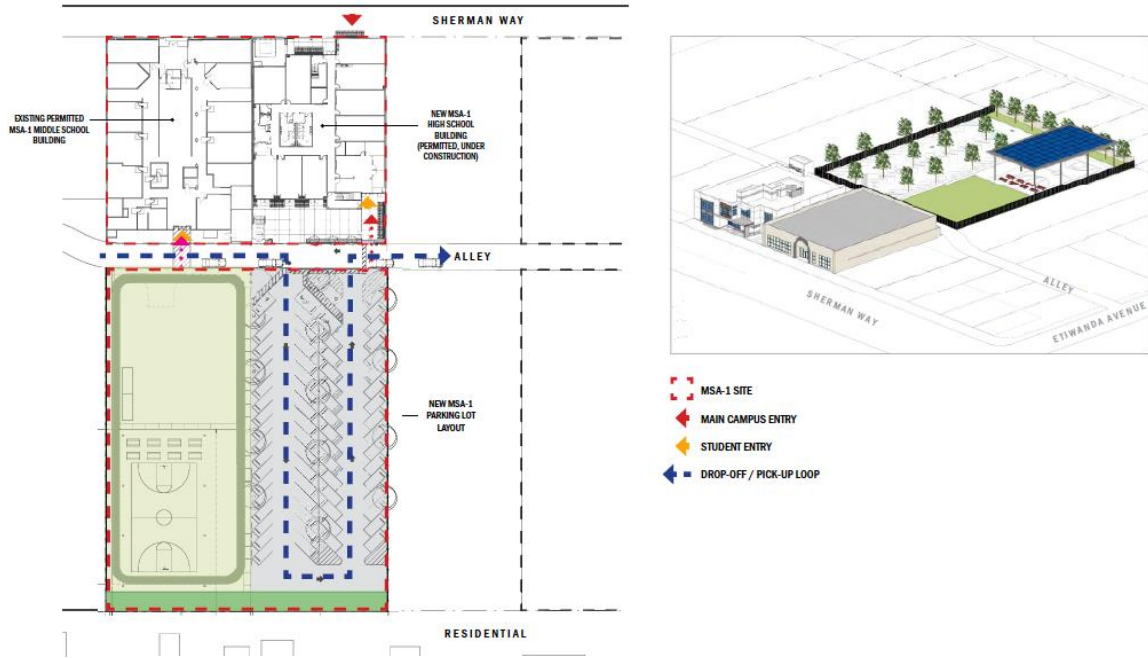 SHERMAN WAY
EXISTING PERMITTED
MSA-1 MIDDLE SCHOOL
BUILDING
NEW MSA-1
HIGH SCHOOL
BUILDING
(PERMITTED, UNDER
CONSTRUCTION)
ALLEY
NEW MSA-1
PARKING LOT
LAYOUT
RESIDENTIAL
SHERMAN WAY
ALLEY
ETIWANDA AVENUE
MSA-1 SITE
MAIN CAMPUS ENTRY
STUDENT ENTRY
DROP-OFF / PICK-UP LOOP